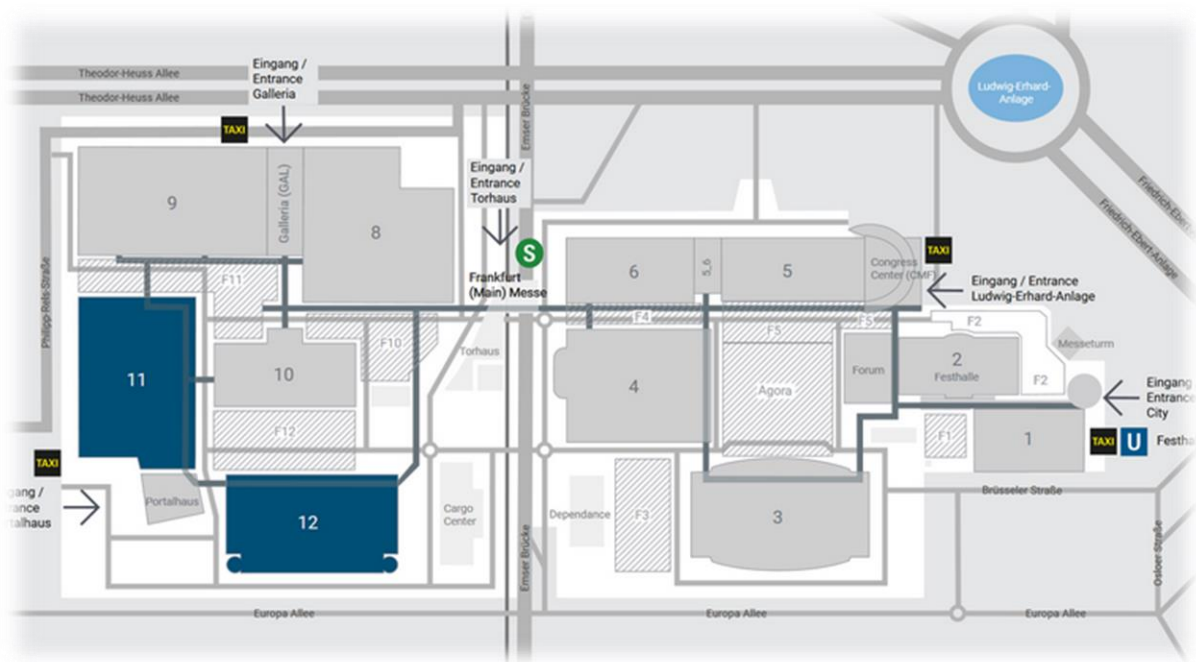 Theodor-Heuss Allee
Theodor-Heuss Allee
Eingang /
Entrance
Galleria
TAXI
Emser Brücke
Ludwig-Erhard-
Anlage
Friedrich-Ebert-Anlage
Eingang /
Entrance
Torhaus
S
Frankfurt
(Main) Messe
Philipp-Reis-Straße
9
Galleria (GAL)
8
F11
6
5_6
5
Congress
Center (CMF)
TAXI
Eingang / Entrance
Ludwig-Erhard-Anlage
F4
F5
F5
F2
F2
Messeturm
11
10
F10
Torhaus
4
Agora
Forum
2
Festhalle
Eingang
Entrance
City
F12
F1
1
TAXI
U
TAXI
Portalhaus
12
Cargo
Center
Dependance
F3
3
Brüsseler Straße
Osloer Straße
Emser Brücke
Europa Allee
Europa Allee
Europa Allee